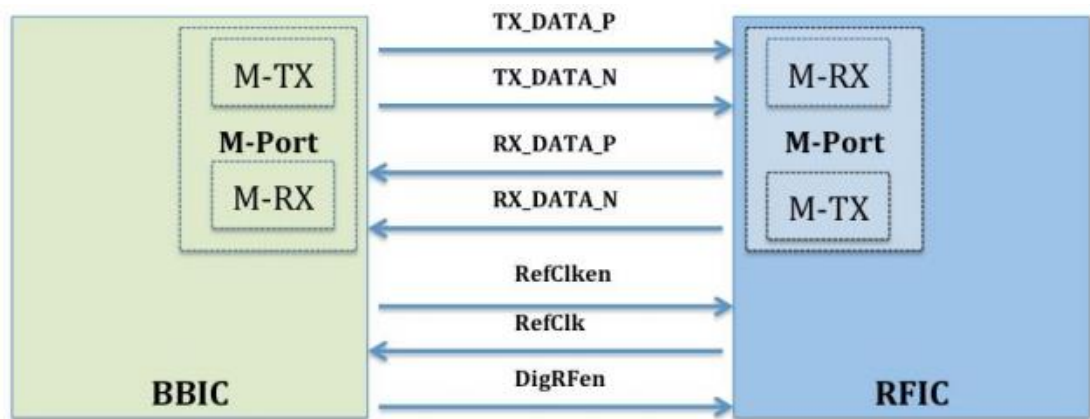 TX_DATA_P
M-TX
M-RX
TX_DATA_N
M-Port
RX_DATA_P
M-Port
M-RX
RX_DATA_N
M-TX
RefClken
RefClk
DigRFen
BBIC
RFIC